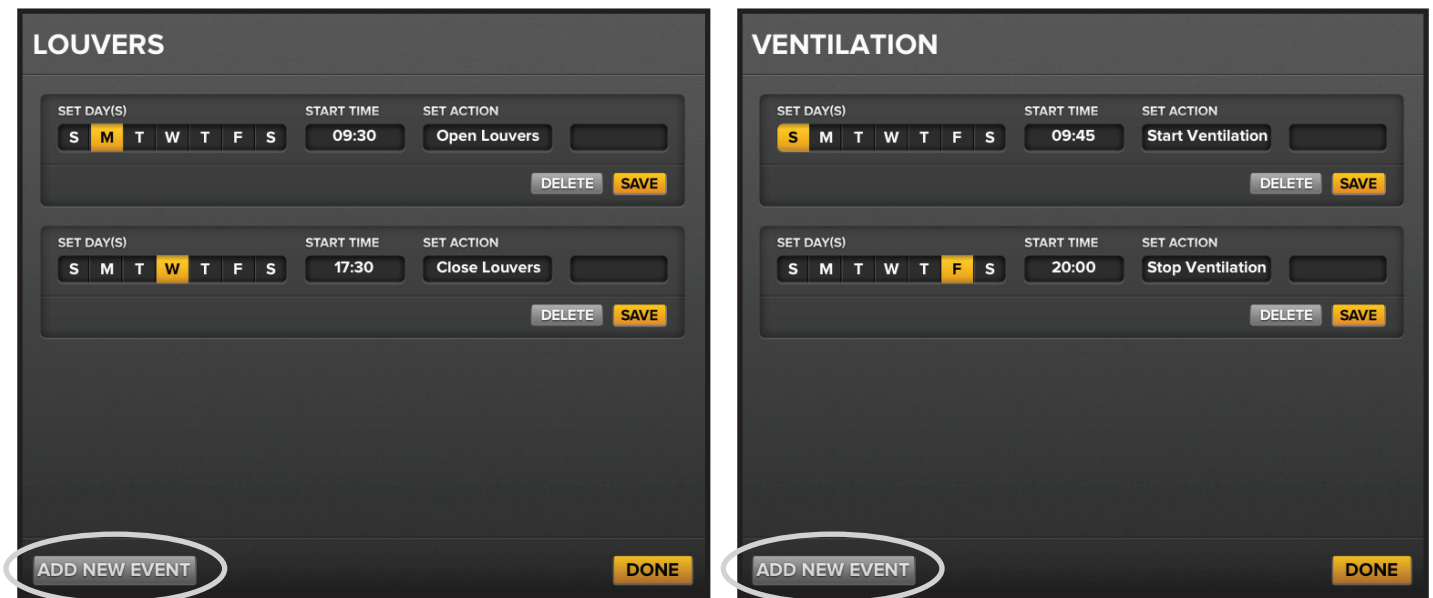 LOUVERS
SET DAY(S) START TIME SET ACTION
S M T W T F S 09:30 Open Louvers
DELETE SAVE
SET DAY(S) START TIME SET ACTION
S M T W T F S 17:30 Close Louvers
DELETE SAVE
ADD NEW EVENT DONE
VENTILATION
SET DAY(S) START TIME SET ACTION
S M T W T F S 09:45 Start Ventilation
DELETE SAVE
SET DAY(S) START TIME SET ACTION
S M T W T F S 20:00 Stop Ventilation
DELETE SAVE
ADD NEW EVENT DONE